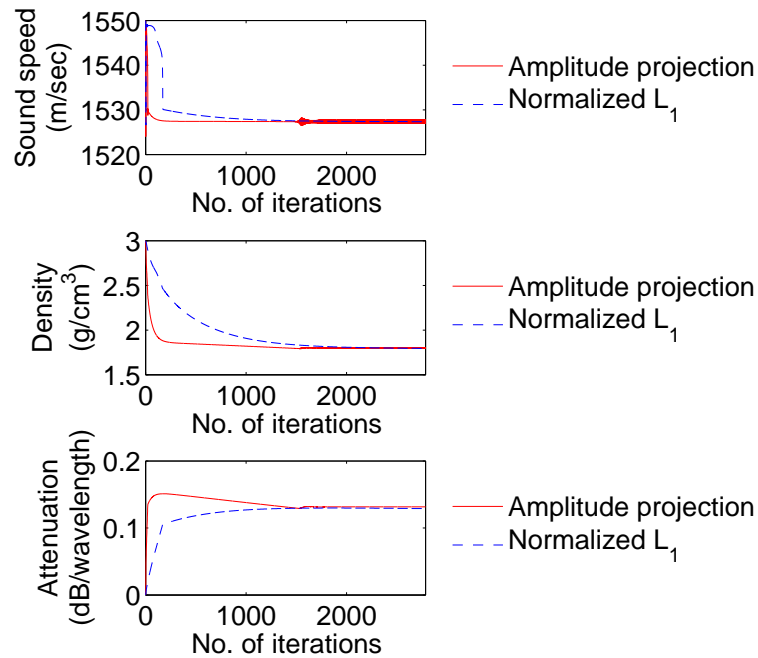 1550
1540
1530
1520
Sound speed
(m/sec)
0
1000
2000
No. of iterations
Amplitude projection
Normalized L1
3
2.5
2
1.5
Density
(g/cm3)
0
1000
2000
No. of iterations
Amplitude projection
Normalized L1
0.2
0.1
0
Attenuation
(dB/wavelength)
0
1000
2000
No. of iterations
Amplitude projection
Normalized L1